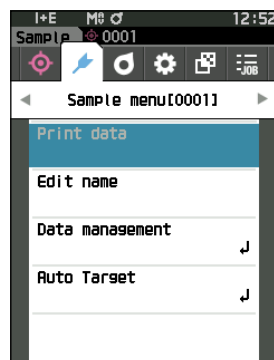 I+E M0 12:52
Sample 0001
JOB
Sample menu[0001]
Print data
Edit name
Data management
Auto Target